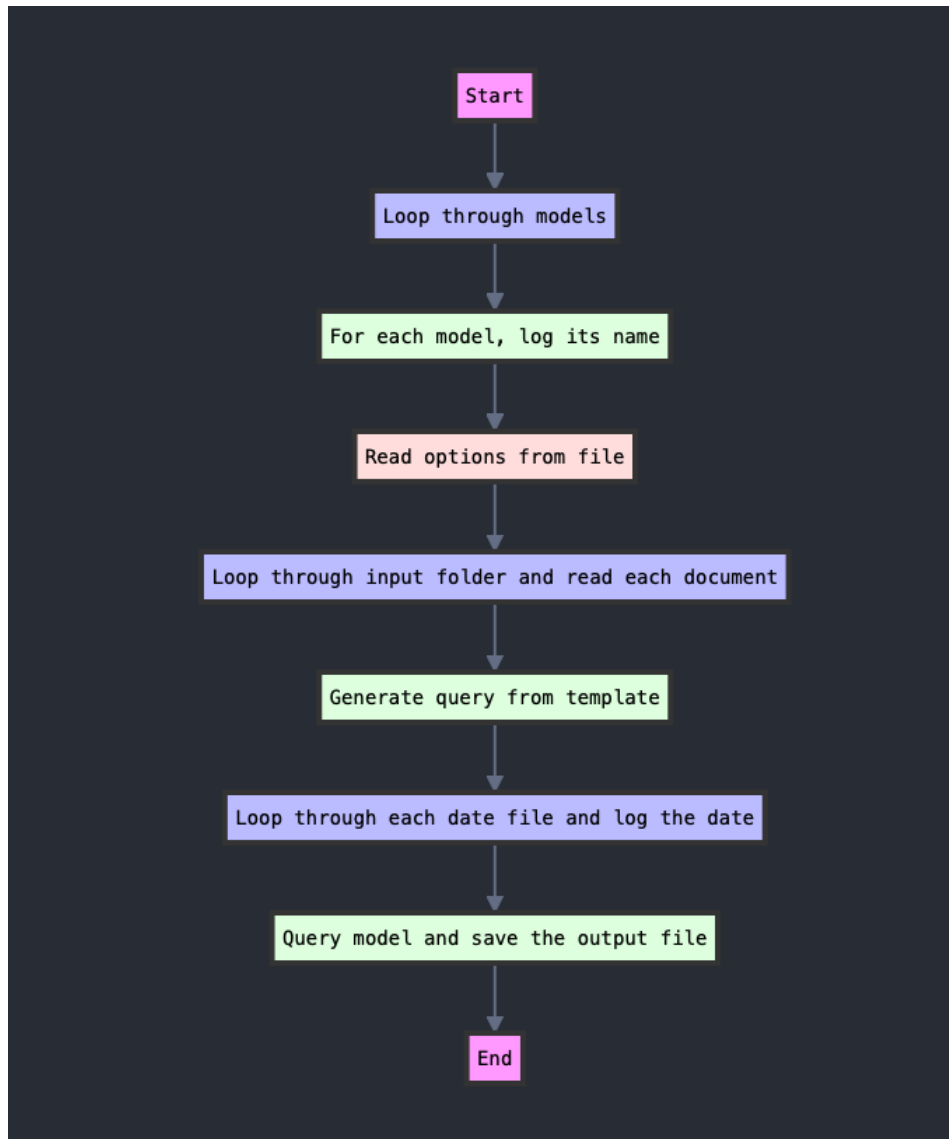 Start
Loop through models
For each model, log its name
Read options from file
Loop through input folder and read each document
Generate query from template
Loop through each date file and log the date
Query model and save the output file
End